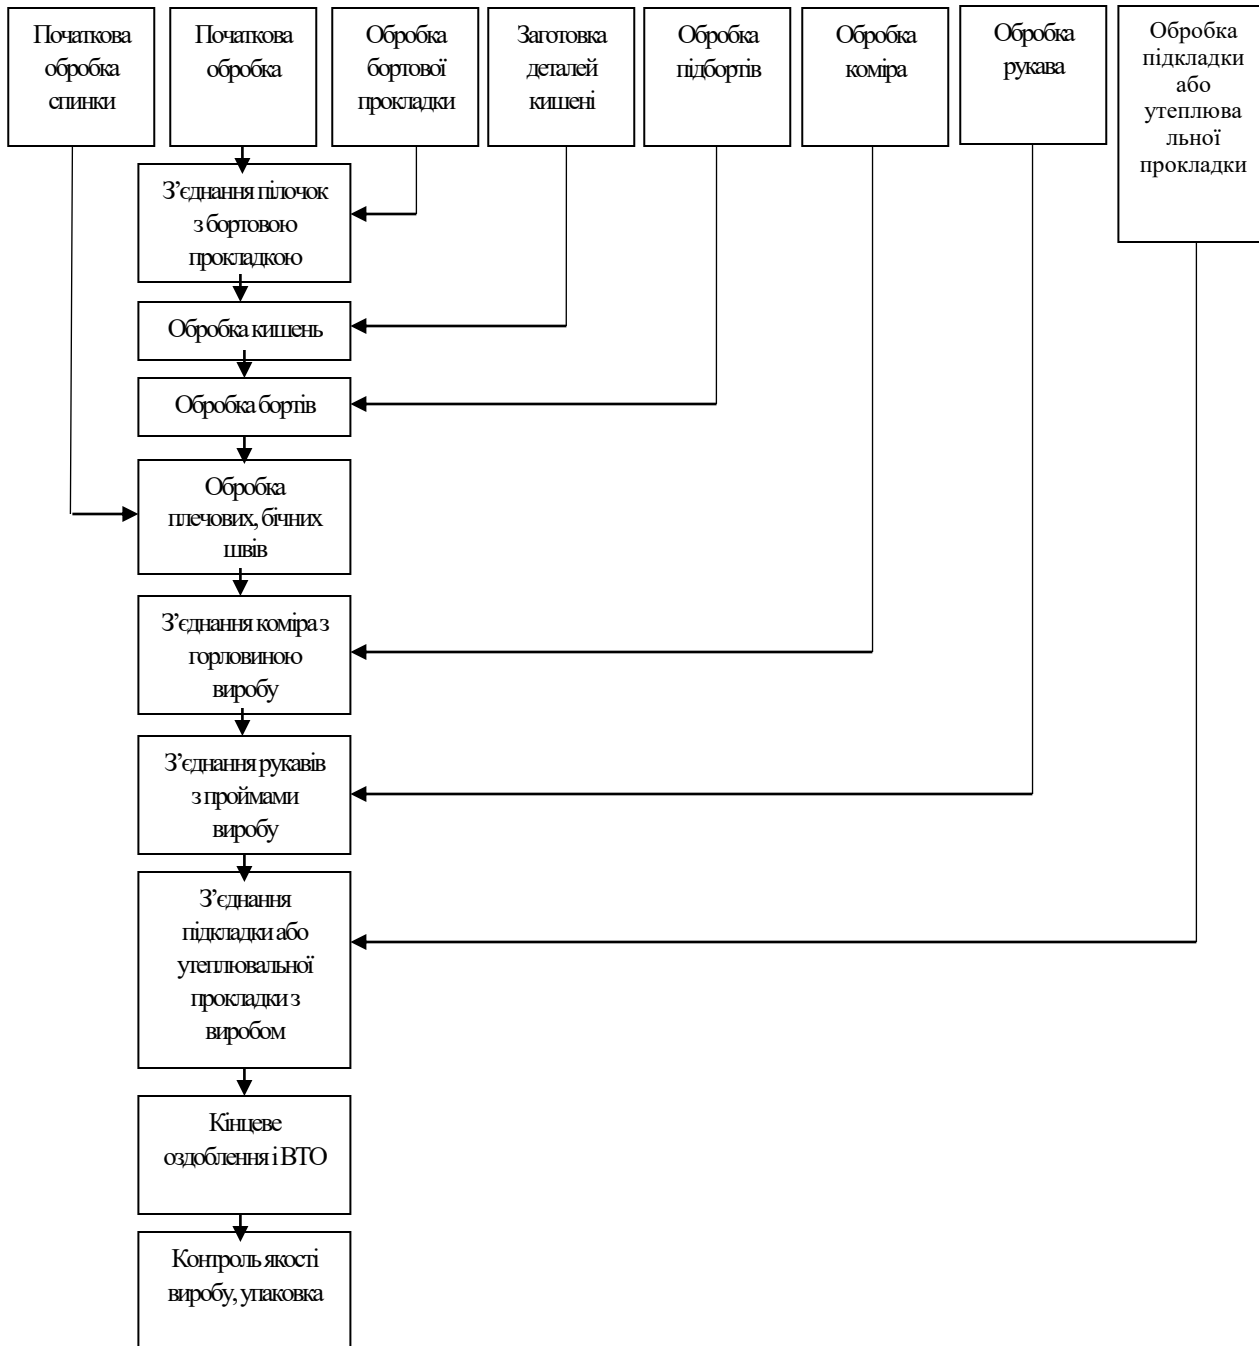 Початкова
обробка
спинки
Початкова
обробка
Обробка
бортової
прокладки
Заготовка
деталей
кишені
Обробка
підбортів
Обробка
коміра
Обробка
рукава
Обробка
підкладки
або
утеплюва
льної
прокладки
З’єднання пілочок
з бортовою
прокладкою
Обробка кишень
Обробка бортів
Обробка
плечових, бічних
швів
З’єднання коміра з
горловиною
виробу
З’єднання рукавів
з проймами
виробу
З’єднання
підкладки або
утеплювальної
прокладки з
виробом
Кінцеве
оздоблення і ВТО
Контроль якості
виробу, упаковка